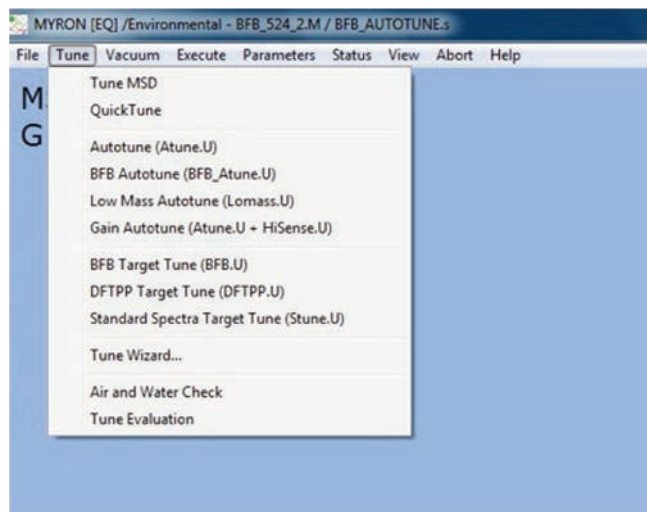 MYRON [EQ] /Environmental - BFB_524_2.M / BFB_AUTOTUNE.s
File Tune Vacuum Execute Parameters Status View Abort Help
M
G
Tune MSD
QuickTune
Autotune (Atune.U)
BFB Autotune (BFB_Atune.U)
Low Mass Autotune (Lomass.U)
Gain Autotune (Atune.U + HiSense.U)
BFB Target Tune (BFB.U)
DFTPP Target Tune (DFTPP.U)
Standard Spectra Target Tune (Stune.U)
Tune Wizard...
Air and Water Check
Tune Evaluation